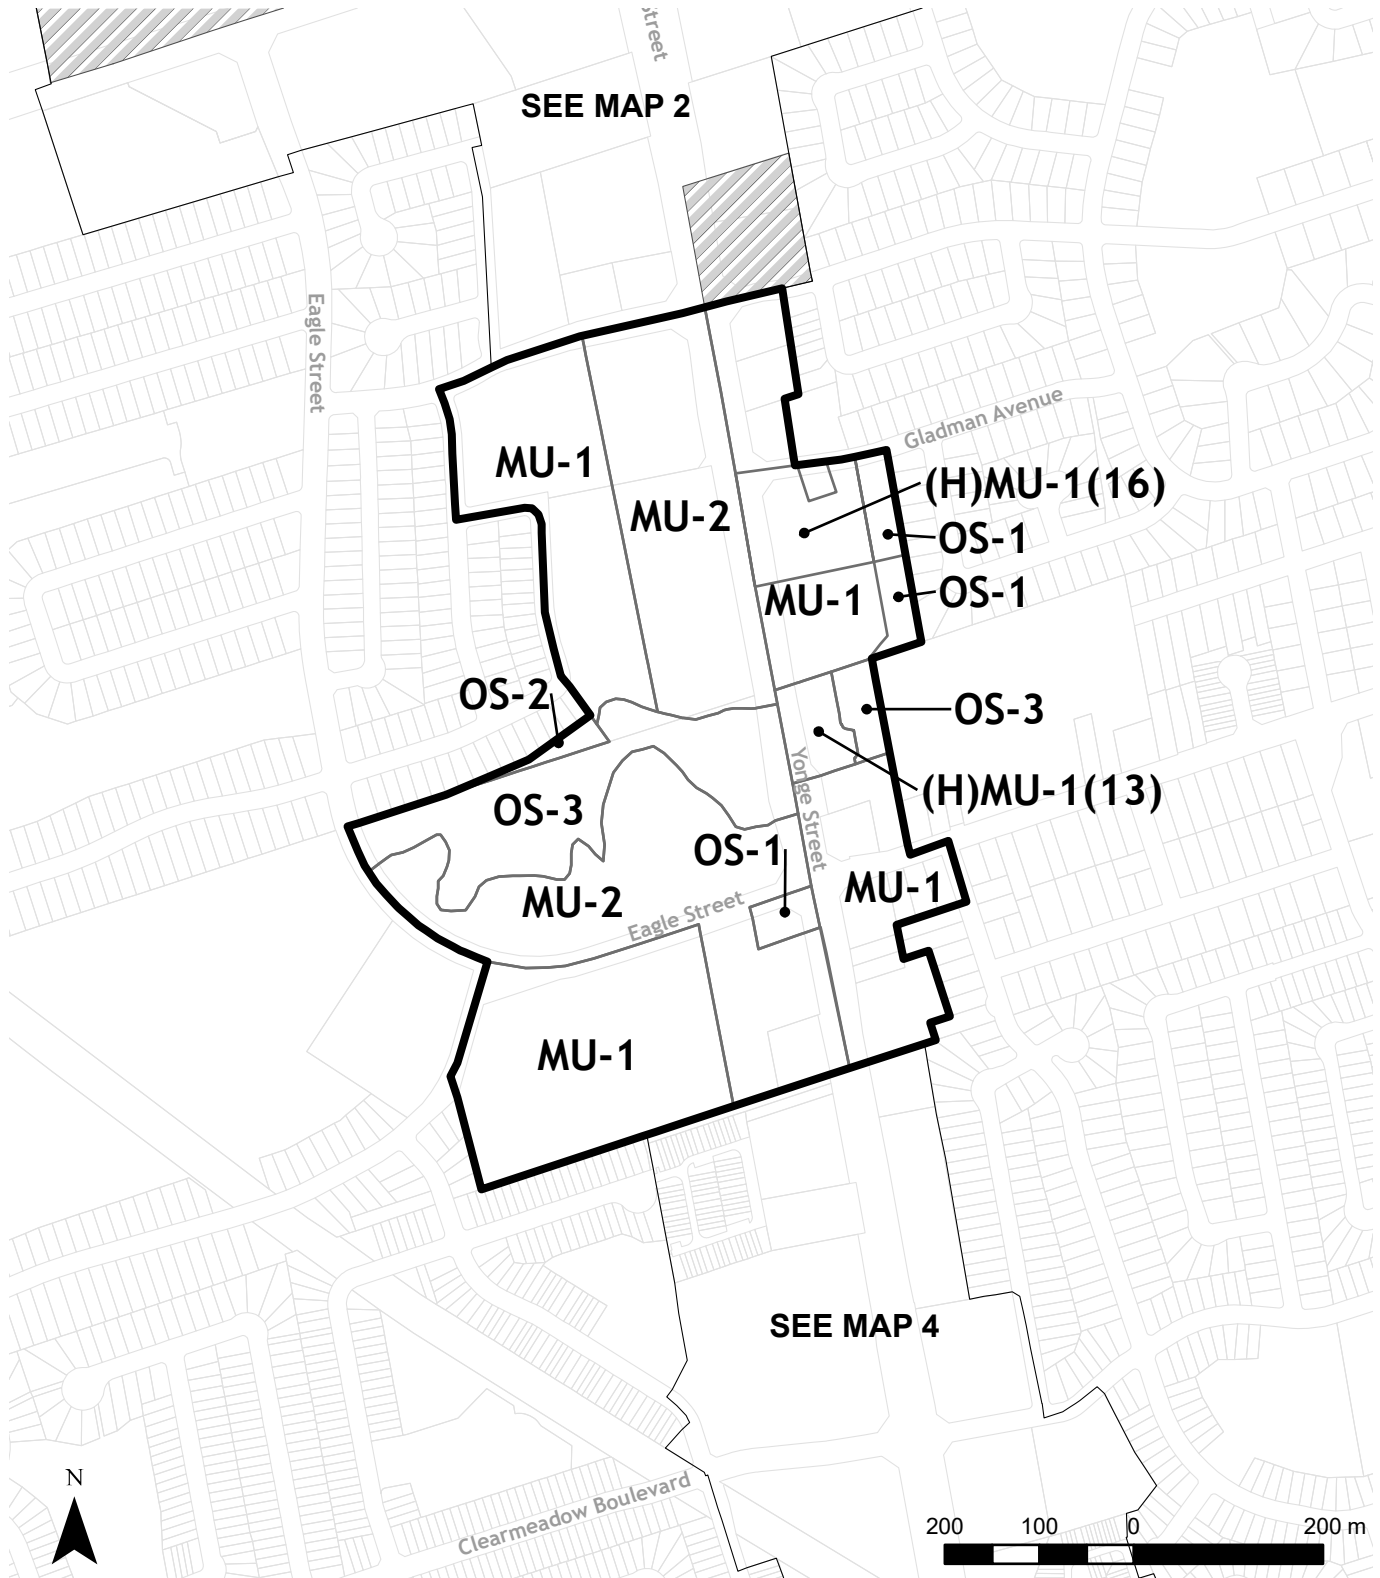 Street
SEE MAP 2
Eagle Street
Gladman Avenue
MU-1
(H)MU-1(16)
MU-2
OS-1
OS-1
MU-1
OS-2
OS-3
Yonge Street
(H)MU-1(13)
OS-3
OS-1
MU-1
MU-2
Eagle Street
MU-1
SEE MAP 4
Clearmeadow Boulevard
N
200 100 0 200 m